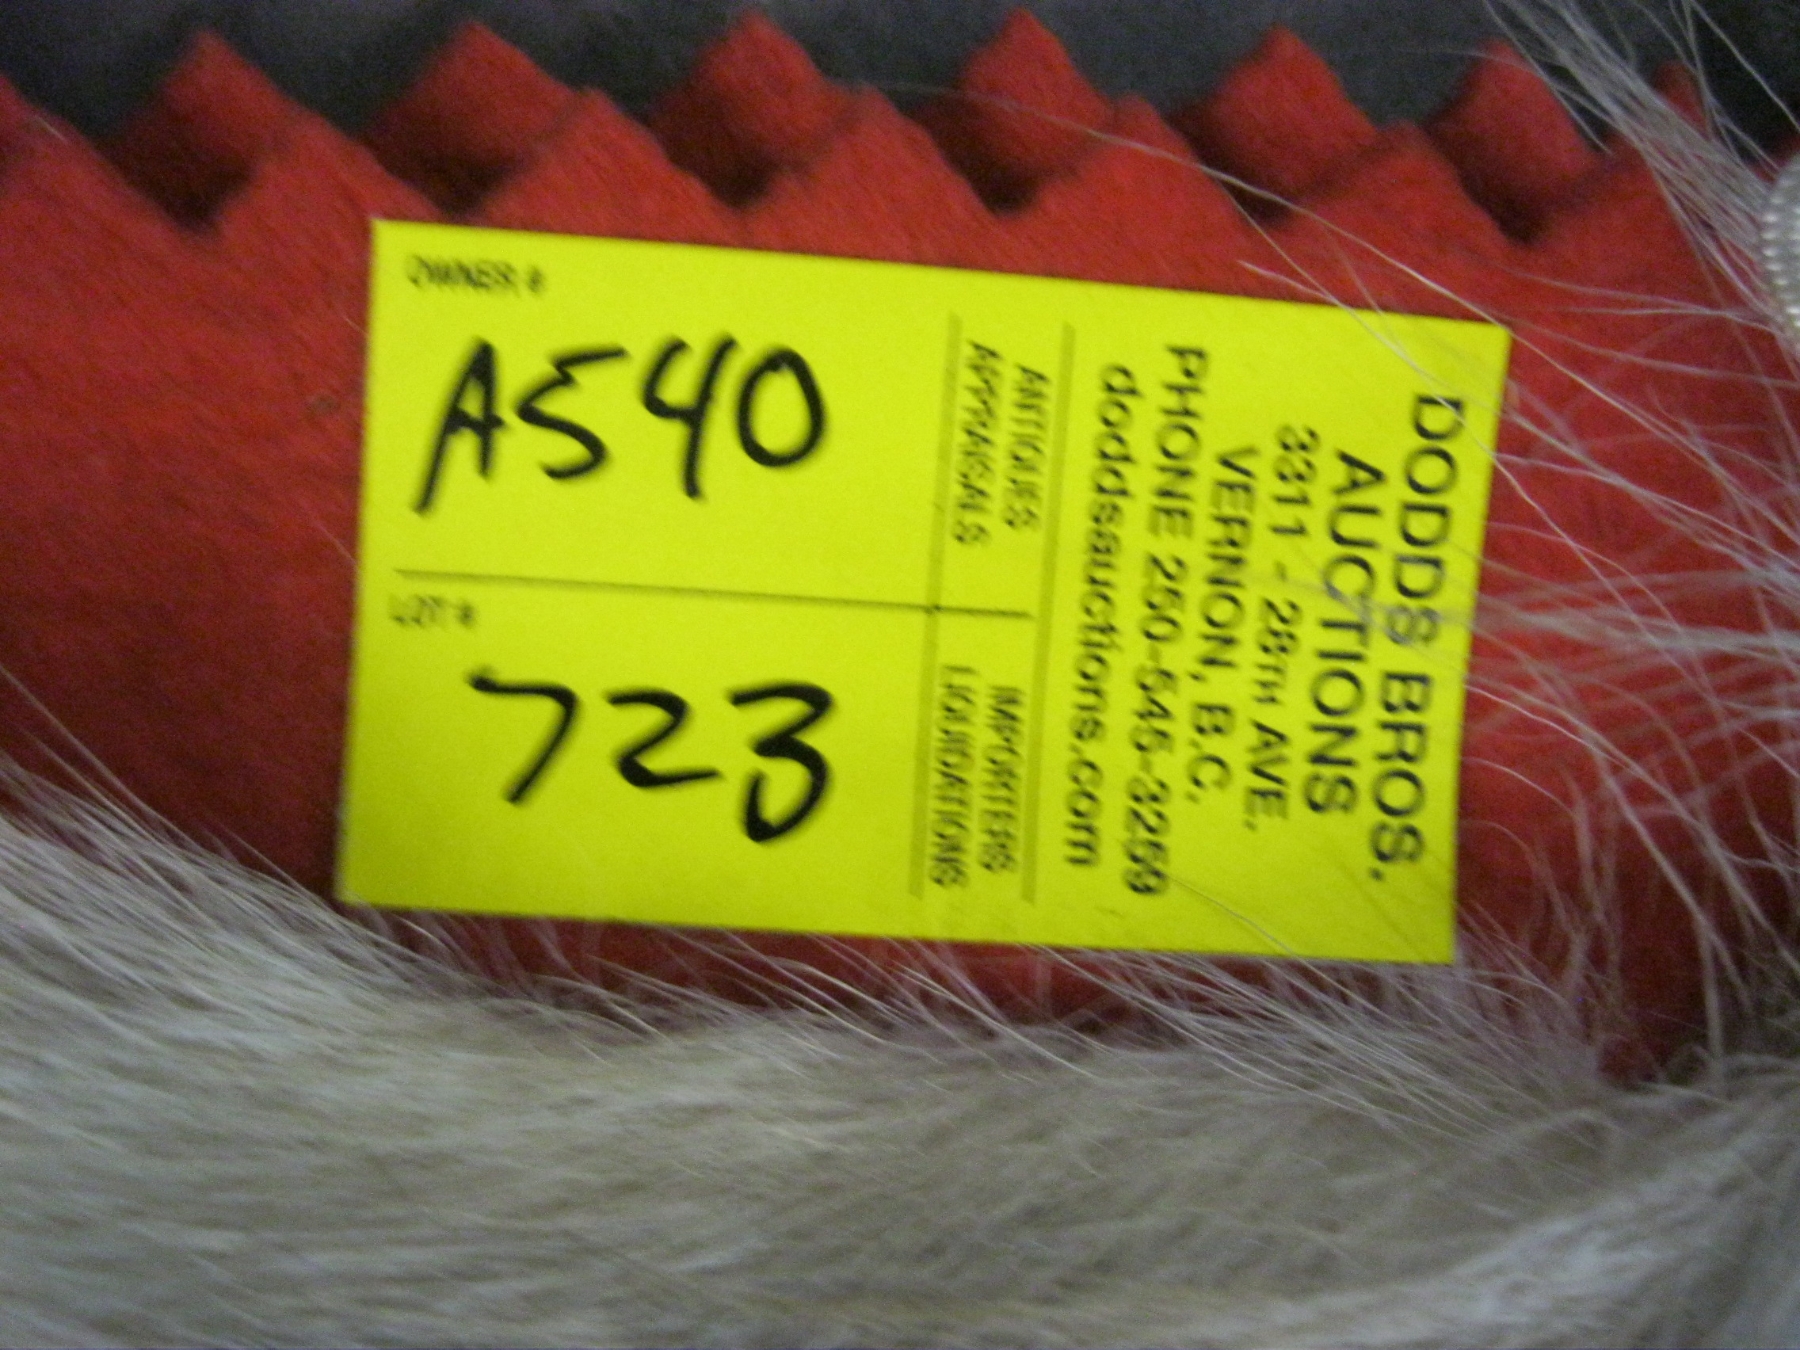 OWNER #
A540
LOT #
723
ANTIQUES
APPRAISALS
IMPORTERS
LIQUIDATIONS
DODDS BROS.
AUCTIONS
3311 - 28TH AVE.
VERNON, B.C.
PHONE 250-545-3259
doddsauctions.com